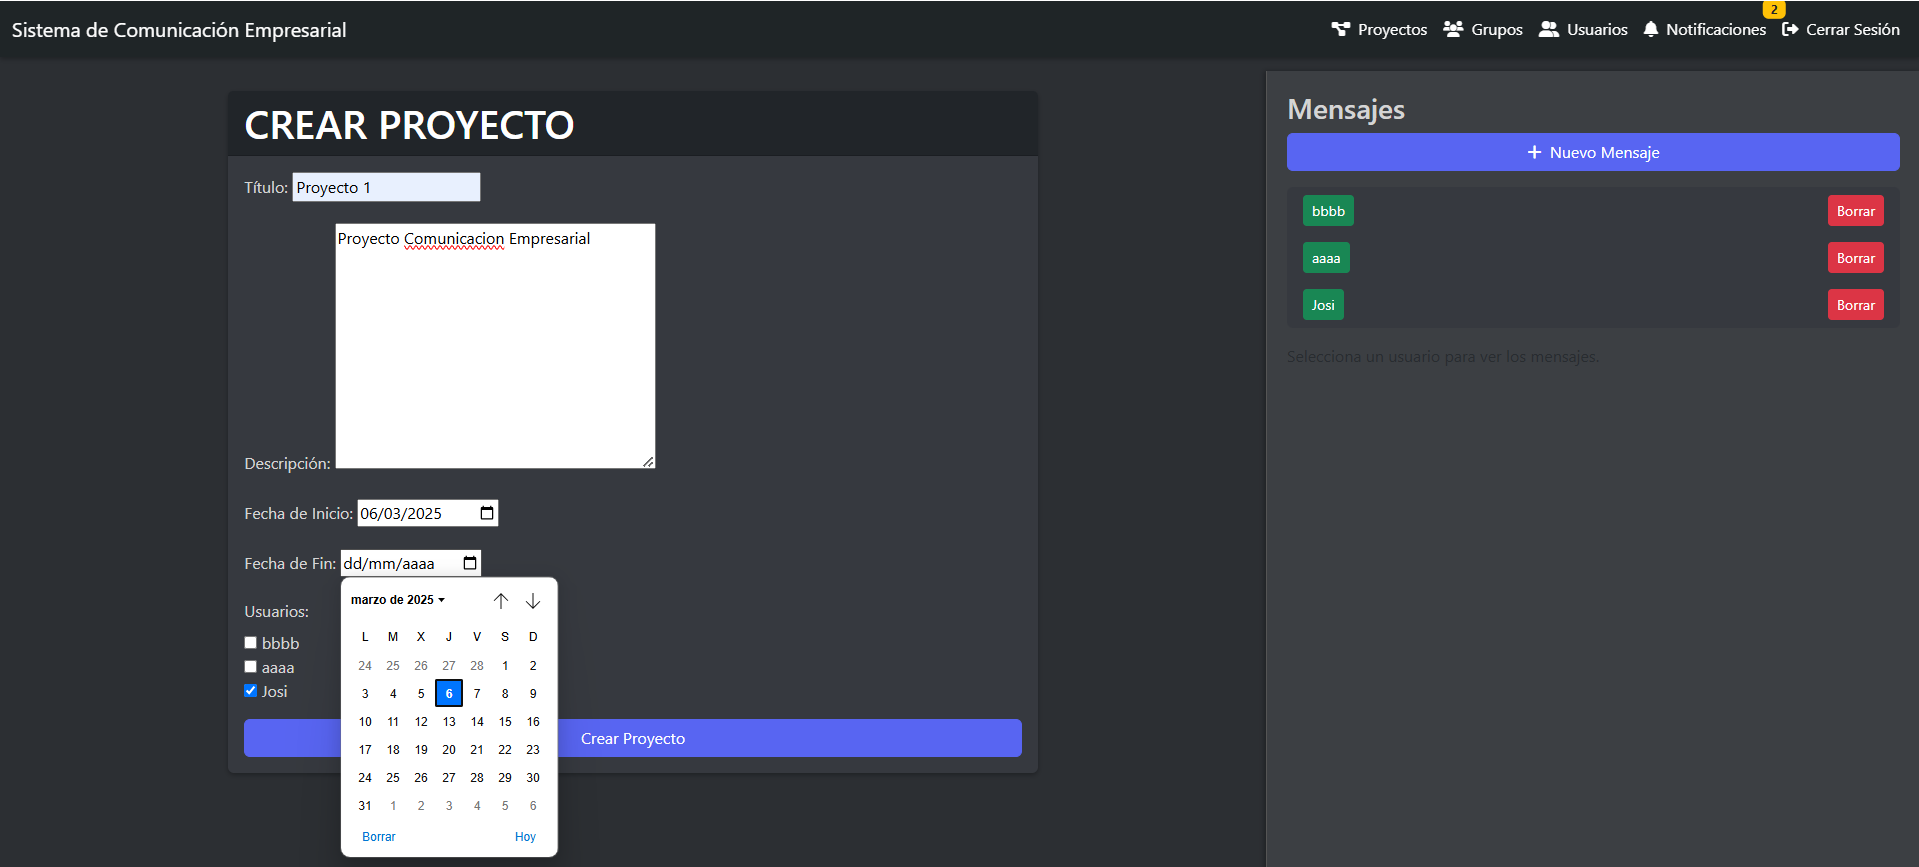 Sistema de Comunicación Empresarial
Proyectos Grupos Usuarios Notificaciones 2 Cerrar Sesión
CREAR PROYECTO
Título: Proyecto 1
Proyecto Comunicacion Empresarial
Descripción:
Fecha de Inicio: 06/03/2025
Fecha de Fin: dd/mm/aaaa
marzo de 2025
L M X J V S D
24 25 26 27 28 1 2
3 4 5 6 7 8 9
10 11 12 13 14 15 16
17 18 19 20 21 22 23
24 25 26 27 28 29 30
31 1 2 3 4 5 6
Borrar Hoy
Usuarios:
bbbb
aaaa
Josi
Crear Proyecto
Mensajes
+ Nuevo Mensaje
bbbb Borrar
aaaa Borrar
Josi Borrar
Selecciona un usuario para ver los mensajes.